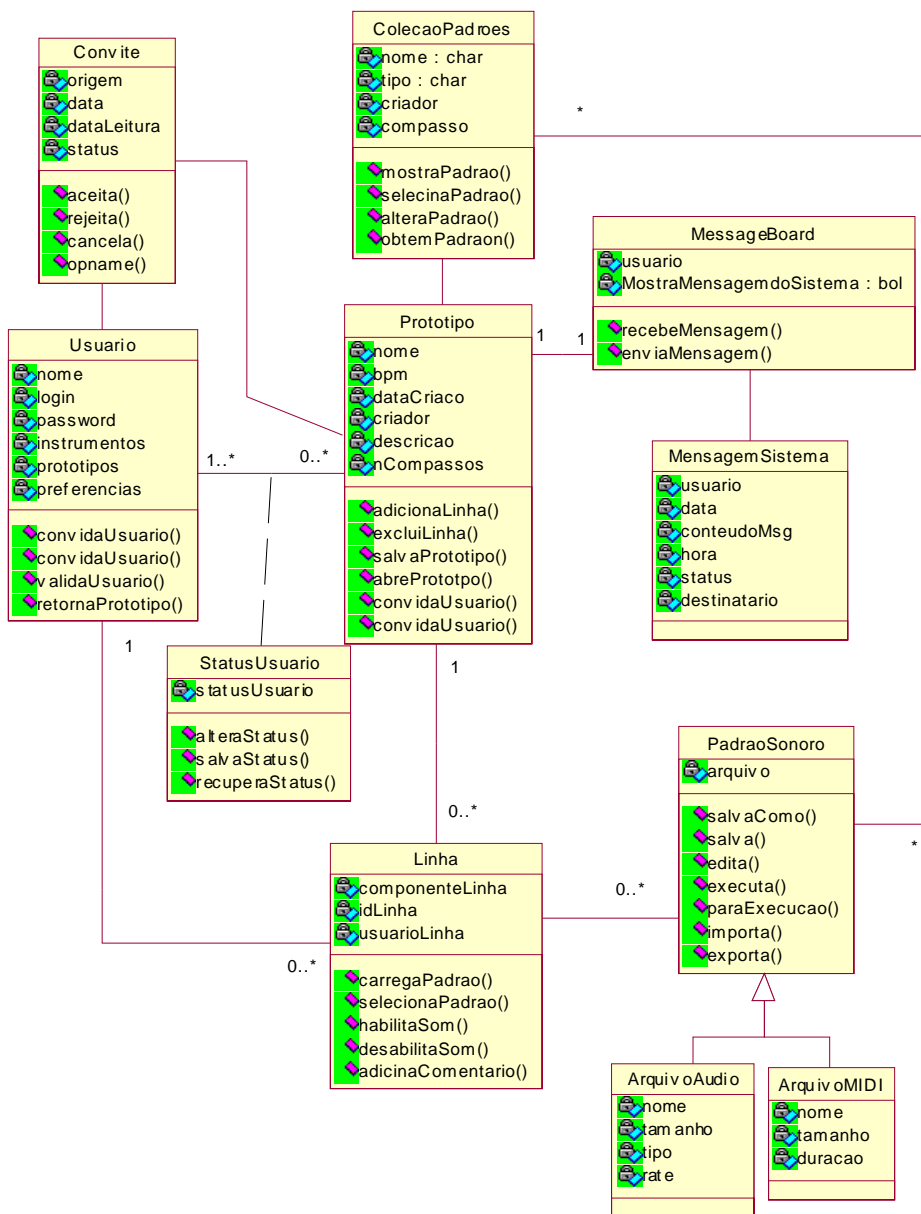 Convite
origem
data
dataLeitura
status
aceita()
rejeita()
cancela()
opname()
ColecaoPadroes
nome : char
tipo : char
criador
compasso
mostraPadrao()
selecinaPadrao()
alteraPadrao()
obtemPadraon()
*
MessageBoard
usuario
MostraMensagemdoSistema : bol
recebeMensagem()
enviaMensagem()
Usuario
nome
login
password
instrumentos
prototipos
preferencias
convidaUsuario()
convidaUsuario()
validaUsuario()
retornaPrototipo()
Prototipo
nome
bpm
dataCriaco
criador
descricao
nCompassos
adicionaLinha()
excluiLinha()
salvaPrototipo()
abrePrototpo()
convidaUsuario()
convidaUsuario()
1
1
1..*
0..*
MensagemSistema
usuario
data
conteudoMsg
hora
status
destinatario
1
1
StatusUsuario
statusUsuario
alteraStatus()
salvaStatus()
recuperaStatus()
PadraoSonoro
arquivo
salvaComo()
salva()
edita()
executa()
paraExecucao()
importa()
exporta()
*
0..*
0..*
0..*
Linha
componenteLinha
idLinha
usuarioLinha
carregaPadrao()
selecionaPadrao()
habilitaSom()
desabilitaSom()
adicinaComentario()
ArquivoAudio
nome
tamanho
tipo
rate
ArquivoMIDI
nome
tamanho
duracao